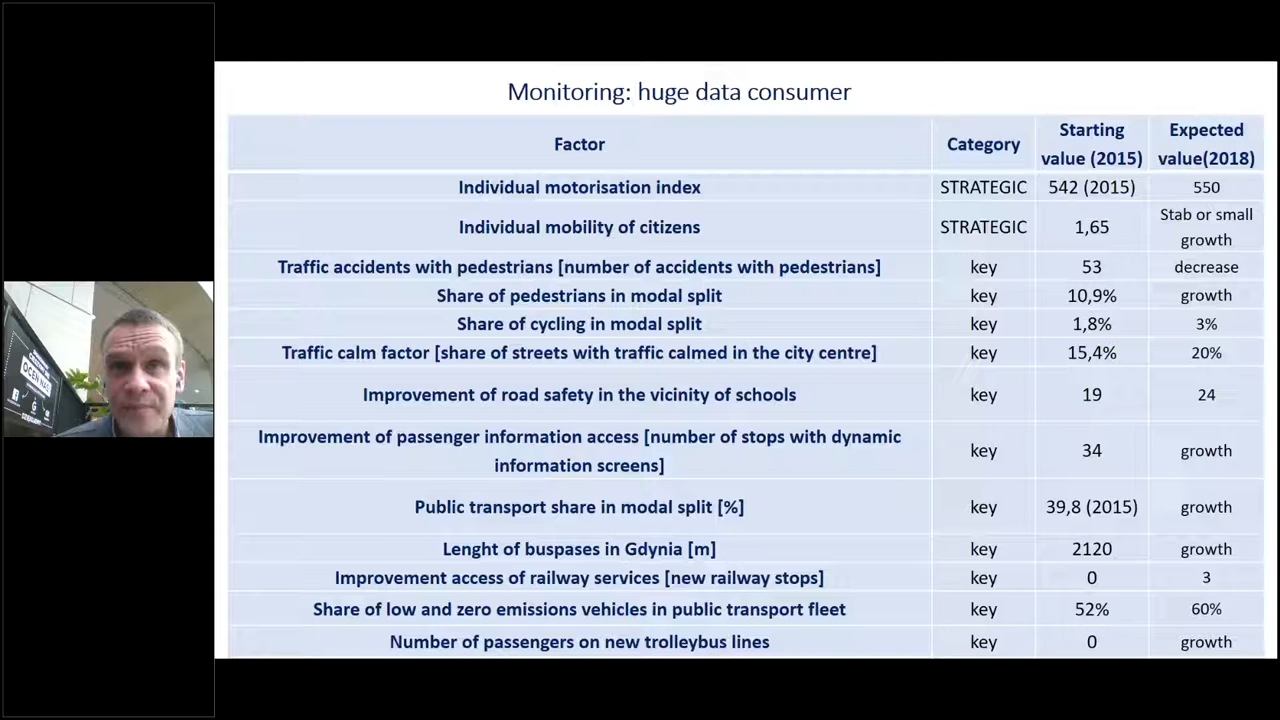 Monitoring: huge data consumer
Factor Category Starting value (2015) Expected value(2018)
Individual motorisation index STRATEGIC 542 (2015) 550
Individual mobility of citizens STRATEGIC 1,65 Stab or small growth
Traffic accidents with pedestrians [number of accidents with pedestrians] key 53 decrease
Share of pedestrians in modal split key 10,9% growth
Share of cycling in modal split key 1,8% 3%
Traffic calm factor [share of streets with traffic calmed in the city centre] key 15,4% 20%
Improvement of road safety in the vicinity of schools key 19 24
Improvement of passenger information access [number of stops with dynamic information screens] key 34 growth
Public transport share in modal split [%] key 39,8 (2015) growth
Lenght of buspases in Gdynia [m] key 2120 growth
Improvement access of railway services [new railway stops] key 0 3
Share of low and zero emissions vehicles in public transport fleet key 52% 60%
Number of passengers on new trolleybus lines key 0 growth
OCEŃ NAS